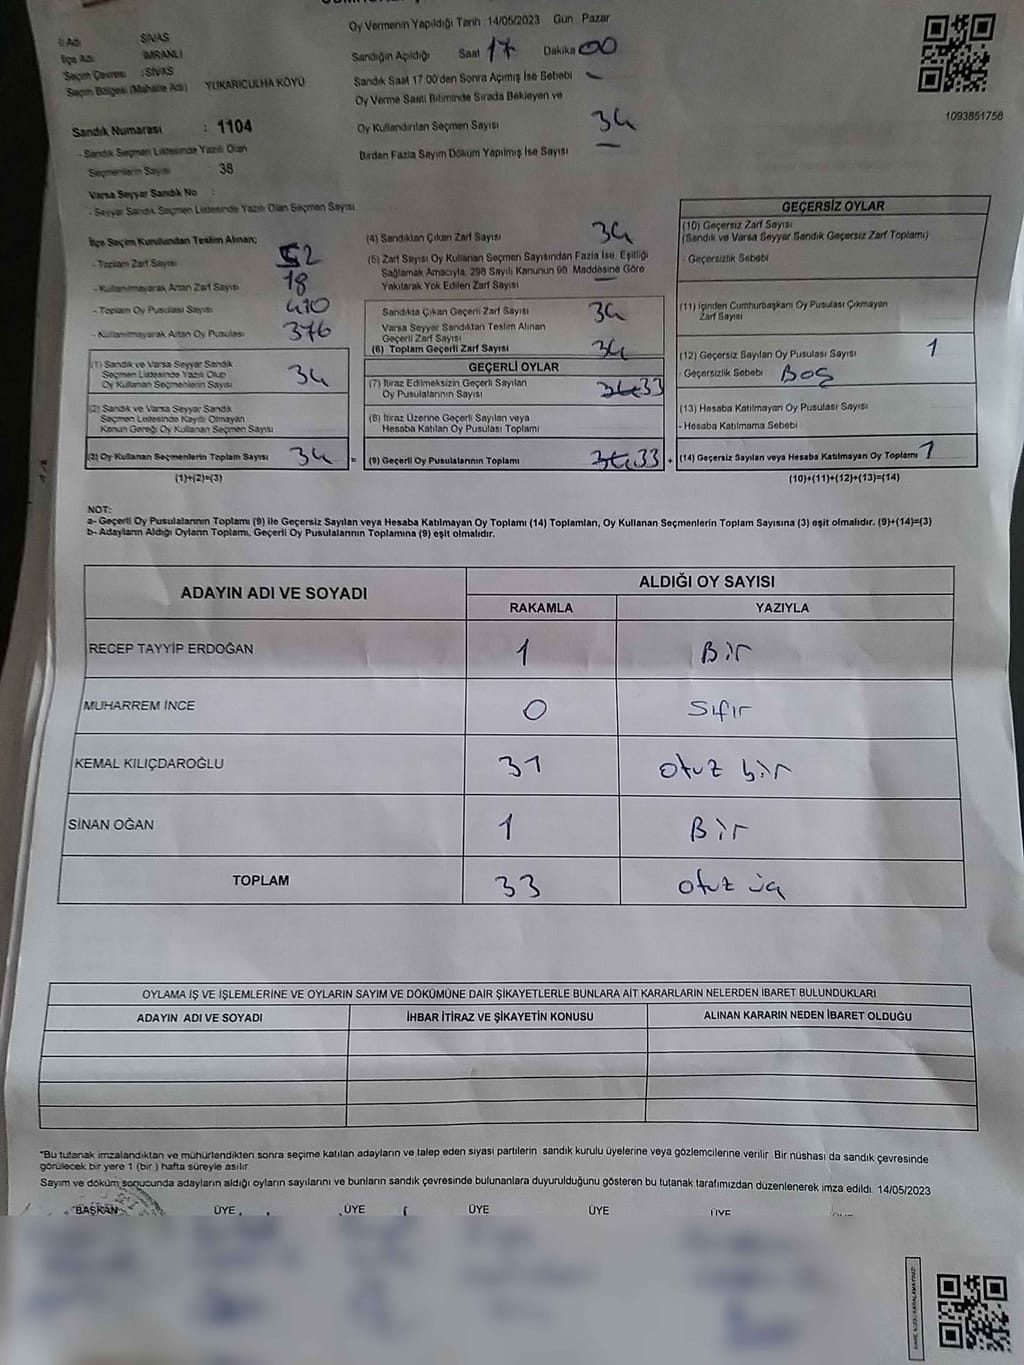 Oy Vermenin Yapıldığı Tarih 14/05/2023 Gün Pazar
İl Adı SİVAS
İlçe Adı İMRANLI
Seçim Çevresi : SİVAS
Seçim Bölgesi (Mahalle Adı) YUKARIÇULHA KÖYÜ
Sandığın Açıldığı Saat 17 Dakika 00
Sandık Saat 17:00'den Sonra Açımış İse Sebebi -
Oy Verme Saati Bitiminde Sırada Bekleyen ve
Oy Kullandırılan Seçmen Sayısı 34
Birden Fazla Sayım Döküm Yapılmış İse Sayısı -
1093851758
Sandık Numarası : 1104
- Sandık Seçmen Listesinde Yazılı Olan
Seçmenlerin Sayısı : 38
Varsa Seyyar Sandık No :
- Seyyar Sandık Seçmen Listesinde Yazılı Olan Seçmen Sayısı
İlçe Seçim Kurulundan Teslim Alınan;
- Toplam Zarf Sayısı 52
- Kullanılmayarak Artan Zarf Sayısı 18
- Toplam Oy Pusulası Sayısı 410
- Kullanılmayarak Artan Oy Pusulası 376
(1) Sandık ve Varsa Seyyar Sandık
Seçmen Listesinde Yazılı Olup
Oy Kullanan Seçmenlerin Sayısı 34
(2) Sandık ve Varsa Seyyar Sandık
Seçmen Listesinde Kayıtlı Olmayan
Kanun Gereği Oy Kullanan Seçmen Sayısı
(3) Oy Kullanan Seçmenlerin Toplam Sayısı 34 =
(1)+(2)=(3)
(4) Sandıktan Çıkan Zarf Sayısı 34
(5) Zarf Sayısı Oy Kullanan Seçmen Sayısından Fazla İse, Eşitliği
Sağlamak Amacıyla, 298 Sayılı Kanunun 98. Maddesine Göre
Yakılarak Yok Edilen Zarf Sayısı -
Sandıkta Çıkan Geçerli Zarf Sayısı 34
Varsa Seyyar Sandıktan Teslim Alınan
Geçerli Zarf Sayısı
(6) Toplam Geçerli Zarf Sayısı 34
GEÇERLİ OYLAR
(7) İtiraz Edilmeksizin Geçerli Sayılan
Oy Pusulalarının Sayısı 34 33
(8) İtiraz Üzerine Geçerli Sayılan veya
Hesaba Katılan Oy Pusulası Toplamı
(9) Geçerli Oy Pusulalarının Toplamı 34 33 +
GEÇERSİZ OYLAR
(10) Geçersiz Zarf Sayısı
(Sandık ve Varsa Seyyar Sandık Geçersiz Zarf Toplamı)
- Geçersizlik Sebebi
(11) İçinden Cumhurbaşkanı Oy Pusulası Çıkmayan
Zarf Sayısı
(12) Geçersiz Sayılan Oy Pusulası Sayısı 1
- Geçersizlik Sebebi Boş
(13) Hesaba Katılmayan Oy Pusulası Sayısı
- Hesaba Katılmama Sebebi
(14) Geçersiz Sayılan veya Hesaba Katılmayan Oy Toplamı 1
(10)+(11)+(12)+(13)=(14)
NOT:
a- Geçerli Oy Pusulalarının Toplamı (9) ile Geçersiz Sayılan veya Hesaba Katılmayan Oy Toplamı (14) Toplamları, Oy Kullanan Seçmenlerin Toplam Sayısına (3) eşit olmalıdır. (9)+(14)=(3)
b- Adayların Aldığı Oyların Toplamı, Geçerli Oy Pusulalarının Toplamına (9) eşit olmalıdır.
ADAYIN ADI VE SOYADI
ALDIĞI OY SAYISI
RAKAMLA YAZIYLA
RECEP TAYYİP ERDOĞAN 1 Bir
MUHARREM İNCE 0 Sıfır
KEMAL KILIÇDAROĞLU 31 otuz bir
SİNAN OĞAN 1 Bir
TOPLAM 33 otuz üç
OYLAMA İŞ VE İŞLEMLERİNE VE OYLARIN SAYIM VE DÖKÜMÜNE DAİR ŞİKAYETLERLE BUNLARA AİT KARARLARIN NELERDEN İBARET BULUNDUKLARI
ADAYIN ADI VE SOYADI İHBAR İTİRAZ VE ŞİKAYETİN KONUSU ALINAN KARARIN NEDEN İBARET OLDUĞU
*Bu tutanak imzalandıktan ve mühürlendikten sonra seçime katılan adayların ve talep eden siyasi partilerin sandık kurulu üyelerine veya gözlemcilerine verilir. Bir nüshası da sandık çevresinde
görülecek bir yere 1 (bir ) hafta süreyle asılır.
Sayım ve döküm sonucunda adayların aldığı oyların sayılarını ve bunların sandık çevresinde bulunanlara duyurulduğunu gösteren bu tutanak tarafımızdan düzenlenerek imza edildi. 14/05/2023
BAŞKAN ÜYE ÜYE ÜYE ÜYE ÜYE